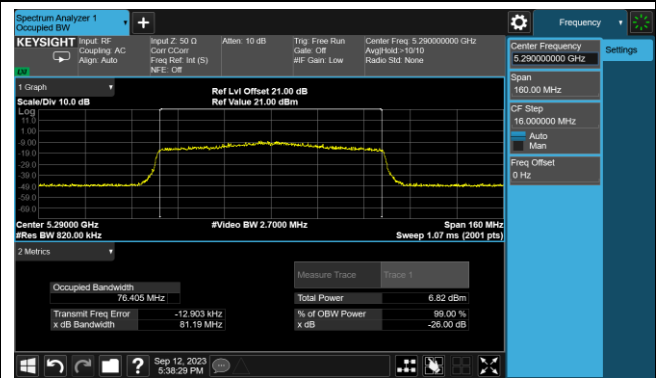 Spectrum Analyzer 1
Occupied BW
Frequency
KEYSIGHT
Input: RF
Coupling: AC
Align: Auto
Input Z: 50 Ω
Corr CCorr
Freq Ref: Int (S)
NFE: Off
Atten: 10 dB
Trig: Free Run
Gate: Off
#IF Gain: Low
Center Freq: 5.290000000 GHz
Avg|Hold:>10/10
Radio Std: None
LXI
Center Frequency
5.290000000 GHz
Settings
Span
160.00 MHz
CF Step
16.000000 MHz
Auto
Man
Freq Offset
0 Hz
1 Graph
Scale/Div 10.0 dB
Ref Lvl Offset 21.00 dB
Ref Value 21.00 dBm
Log
11.0
1.00
-9.00
-19.0
-29.0
-39.0
-49.0
-59.0
-69.0
Center 5.29000 GHz
#Res BW 820.00 kHz
#Video BW 2.7000 MHz
Span 160 MHz
Sweep 1.07 ms (2001 pts)
2 Metrics
Measure Trace
Trace 1
Occupied Bandwidth
76.405 MHz
Total Power
6.82 dBm
Transmit Freq Error
-12.903 kHz
% of OBW Power
99.00 %
x dB Bandwidth
81.19 MHz
x dB
-26.00 dB
Sep 12, 2023
5:38:29 PM